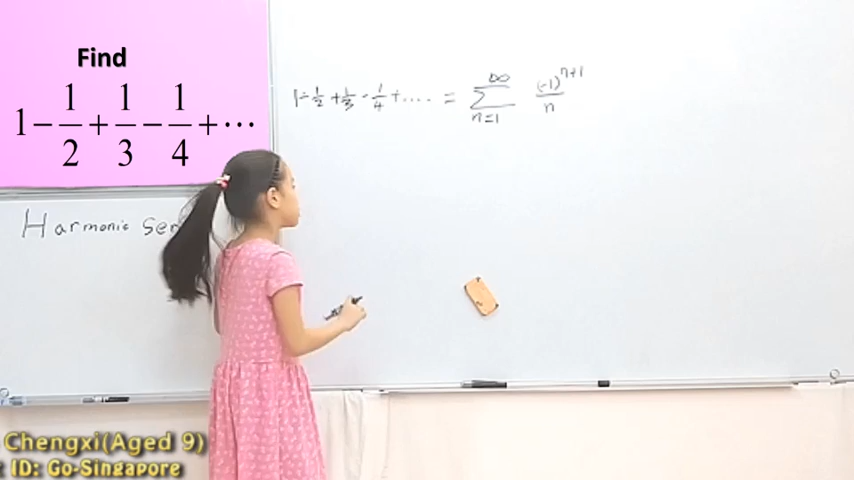 Find
1 - 1/2 + 1/3 - 1/4 + ⋯
1 - 1/2 + 1/3 - 1/4 + .... = ∑_{n=1}^{∞} (-1)^{n+1}/n
Harmonic Ser
Chengxi(Aged 9)
ID: Go-Singapore